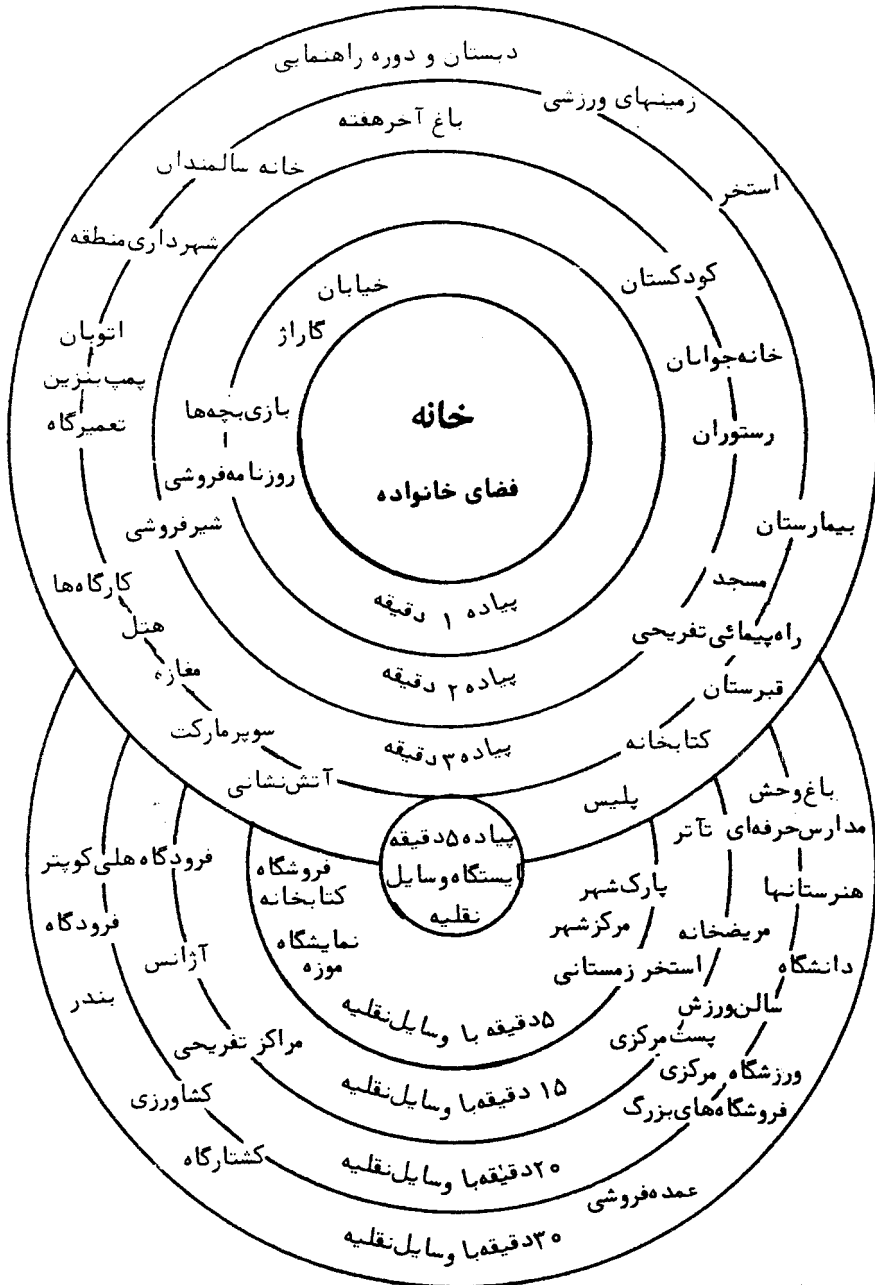 دبستان و دوره راهنمایی
زمینهای ورزشی
باغ آخرهفته
خانه سالمندان
استخر
شهرداری منطقه
کودکستان
خیابان
گاراژ
اتوبان
خانه جوانان
پمپ بنزین
بازی بچه‌ها
خانه
تعمیرگاه
رستوران
روزنامه فروشی
فضای خانواده
شیرفروشی
بیمارستان
مسجد
کارگاه‌ها
پیاده ۱ دقیقه
هتل
راه پیمائی تفریحی
مغازه
پیاده ۲ دقیقه
قبرستان
سوپرمارکت
پیاده ۳ دقیقه
کتابخانه
آتش نشانی
پلیس
باغ وحش
پیاده ۵ دقیقه
تآتر
مدارس حرفه‌ای
فرودگاه هلی کوپتر
فروشگاه
ایستگاه وسایل
پارک شهر
هنرستانها
کتابخانه
نقلیه
مرکز شهر
فرودگاه
نمایشگاه
مریضخانه
موزه
آژانس
استخر زمستانی
دانشگاه
بندر
سالن ورزش
۵ دقیقه با وسایل نقلیه
پست مرکزی
مراکز تفریحی
ورزشگاه مرکزی
۱۵ دقیقه با وسایل نقلیه
فروشگاه‌های بزرگ
کشاورزی
کشتارگاه
۲۰ دقیقه با وسایل نقلیه
عمده فروشی
۳۰ دقیقه با وسایل نقلیه